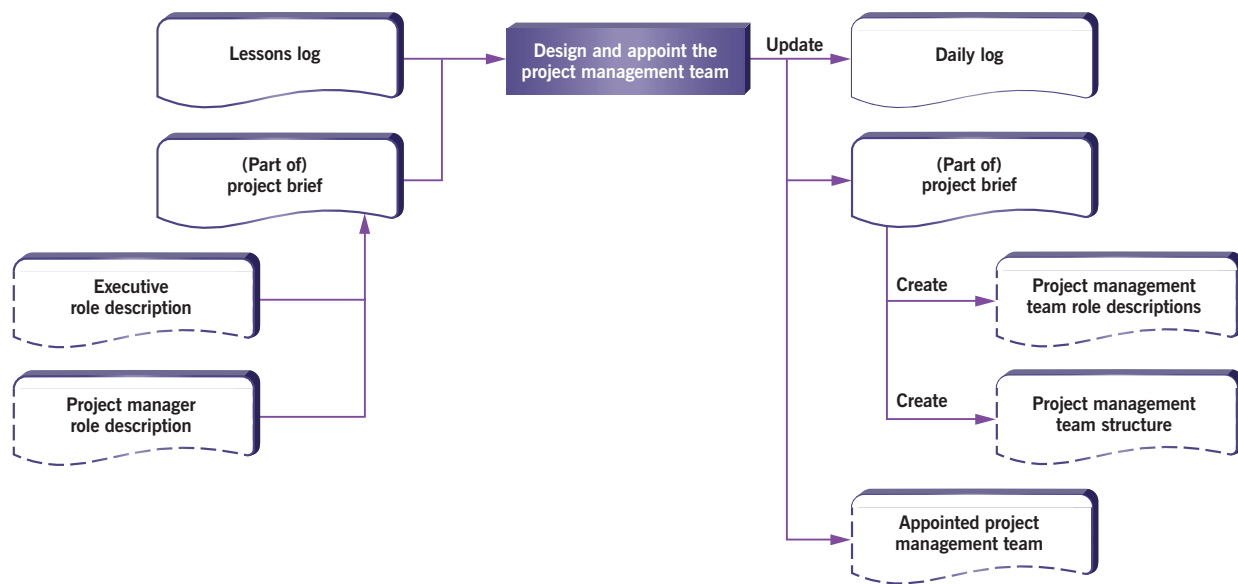 Lessons log
Design and appoint the
project management team
Update
Daily log
(Part of)
project brief
(Part of)
project brief
Executive
role description
Create
Project management
team role descriptions
Project manager
role description
Create
Project management
team structure
Appointed project
management team